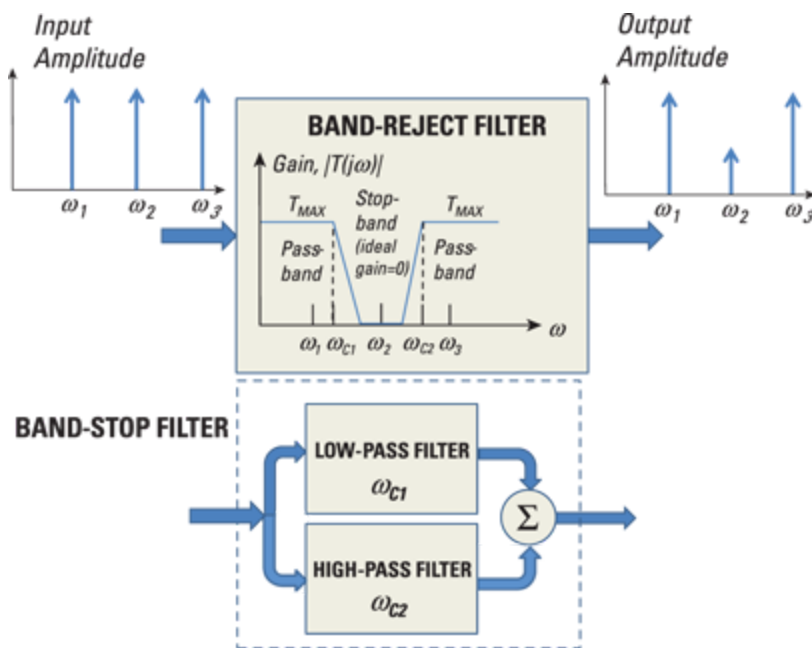 Input
Amplitude
ω1 ω2 ω3
Output
Amplitude
ω1 ω2 ω3
BAND-REJECT FILTER
Gain, |T(jω)|
TMAX
Pass-
band
Stop-
band
(ideal
gain=0)
TMAX
Pass-
band
ω1 ωC1 ω2 ωC2 ω3
ω
BAND-STOP FILTER
LOW-PASS FILTER
ωC1
Σ
HIGH-PASS FILTER
ωC2